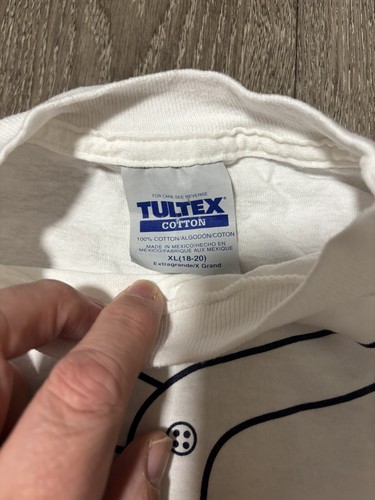 FOR CARE SEE REVERSE
TULTEX
COTTON
100% COTTON/ALGODÓN/COTON
MADE IN MEXICO/HECHO EN
MEXICO/FABRIQUE AUX MEXIQUE
XL(18-20)
Extragrande/X Grand